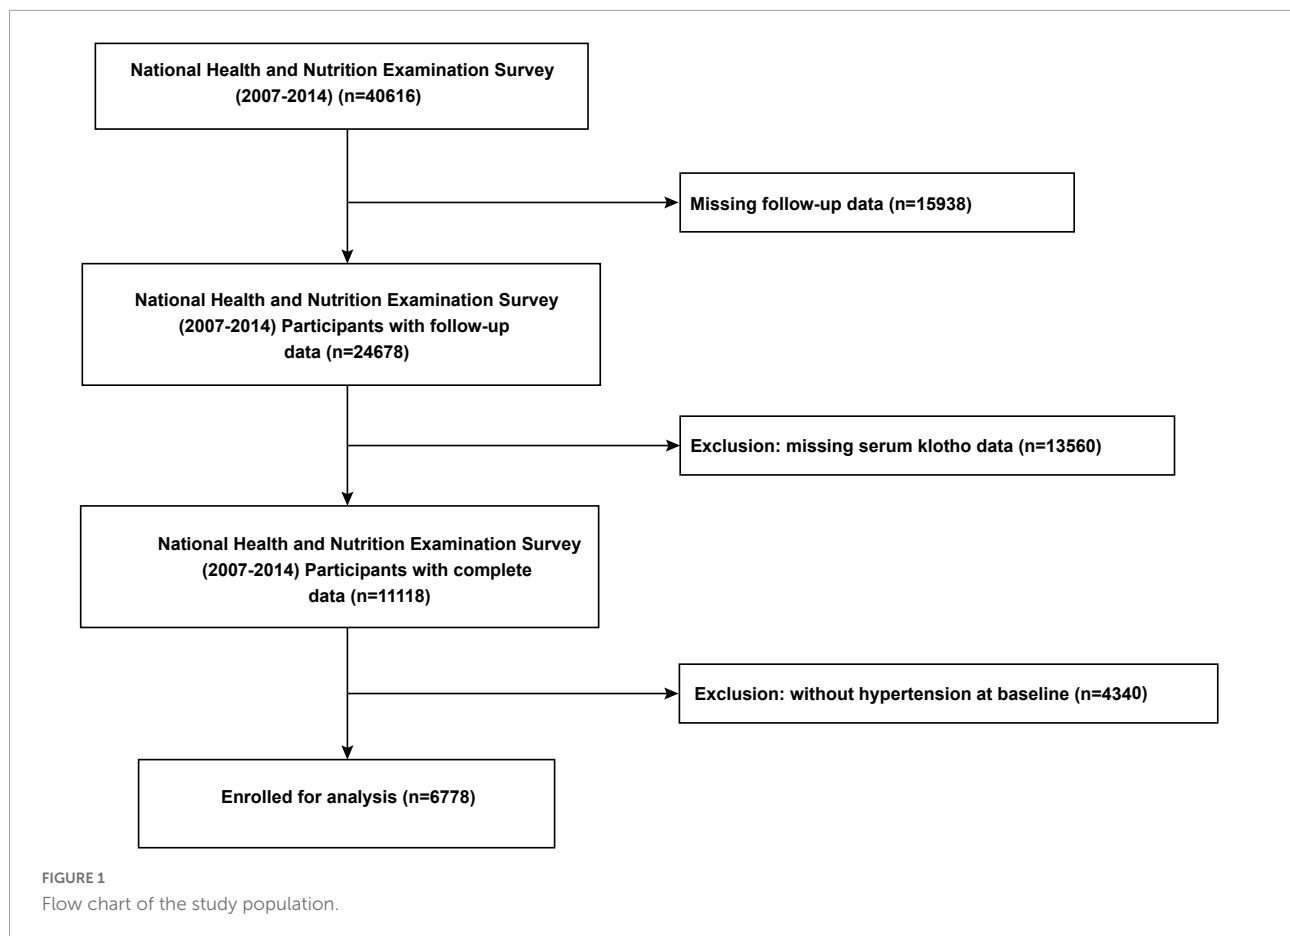 National Health and Nutrition Examination Survey
(2007-2014) (n=40616)
Missing follow-up data (n=15938)
National Health and Nutrition Examination Survey
(2007-2014) Participants with follow-up
data (n=24678)
Exclusion: missing serum klotho data (n=13560)
National Health and Nutrition Examination Survey
(2007-2014) Participants with complete
data (n=11118)
Exclusion: without hypertension at baseline (n=4340)
Enrolled for analysis (n=6778)
FIGURE 1
Flow chart of the study population.